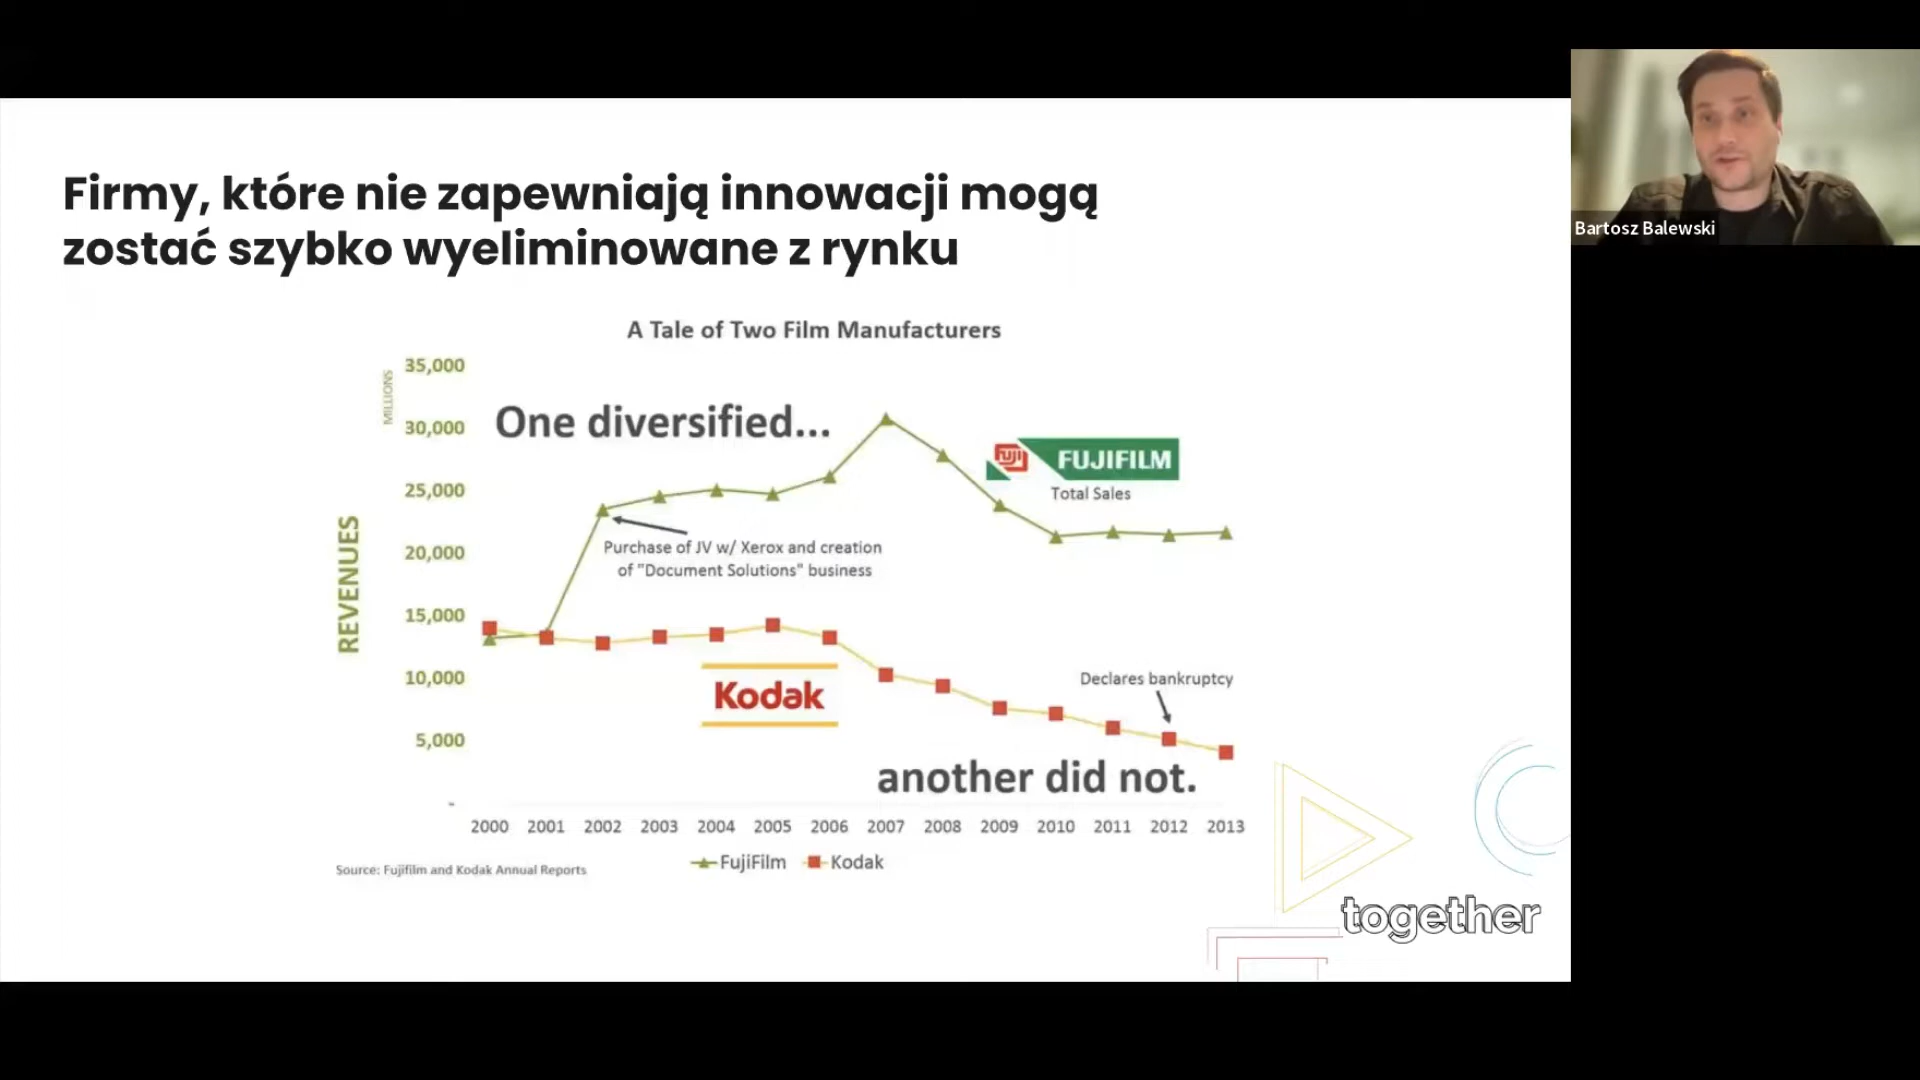 Firmy, które nie zapewniają innowacji mogą
zostać szybko wyeliminowane z rynku
Bartosz Balewski
A Tale of Two Film Manufacturers
REVENUES
MILLIONS
35,000
30,000
25,000
20,000
15,000
10,000
5,000
-
One diversified...
FUJI
FUJIFILM
Total Sales
Purchase of JV w/ Xerox and creation
of "Document Solutions" business
Kodak
Declares bankruptcy
another did not.
2000 2001 2002 2003 2004 2005 2006 2007 2008 2009 2010 2011 2012 2013
FujiFilm Kodak
Source: Fujifilm and Kodak Annual Reports
together